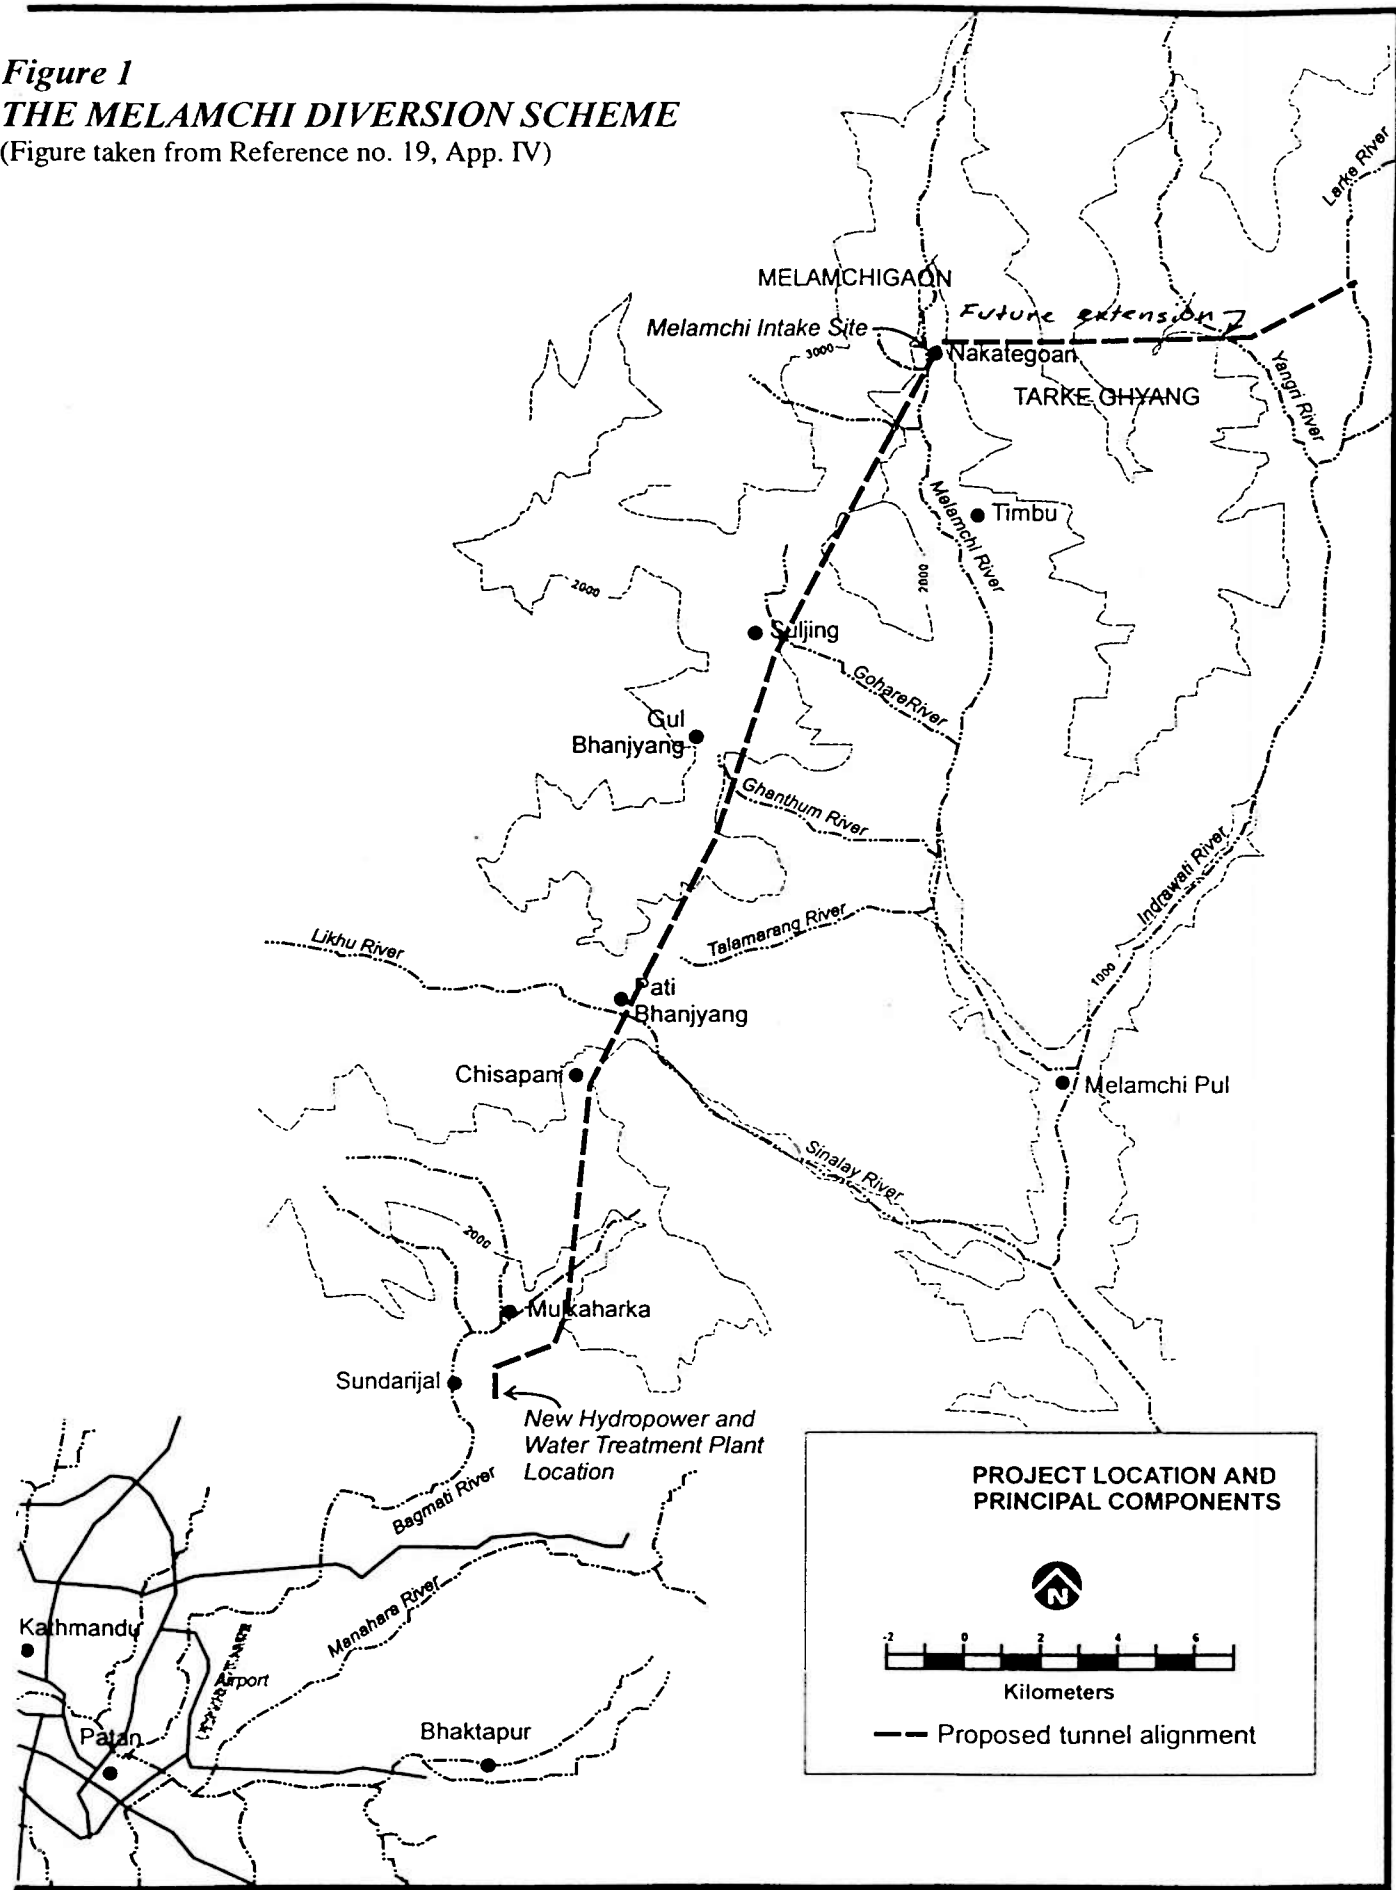 Figure 1
THE MELAMCHI DIVERSION SCHEME
(Figure taken from Reference no. 19, App. IV)
Larke River
MELAMCHIGAON
Future extension
Melamchi Intake Site
3000
Nakategoan
Yangri River
TARKE GHYANG
Melamchi River
Timbu
2000
2000
Suljing
Gohare River
Gul
Bhanjyang
Ghanthum River
Indrawati River
Talamarang River
Likhu River
1000
Pati
Bhanjyang
Chisapani
Melamchi Pul
Sinalay River
2000
Mulkaharka
Sundarijal
New Hydropower and
Water Treatment Plant
Location
Bagmati River
PROJECT LOCATION AND
PRINCIPAL COMPONENTS
N
Manahara River
Kathmandu
-2 0 2 4 6
Airport
Kilometers
Bhaktapur
Patan
Proposed tunnel alignment